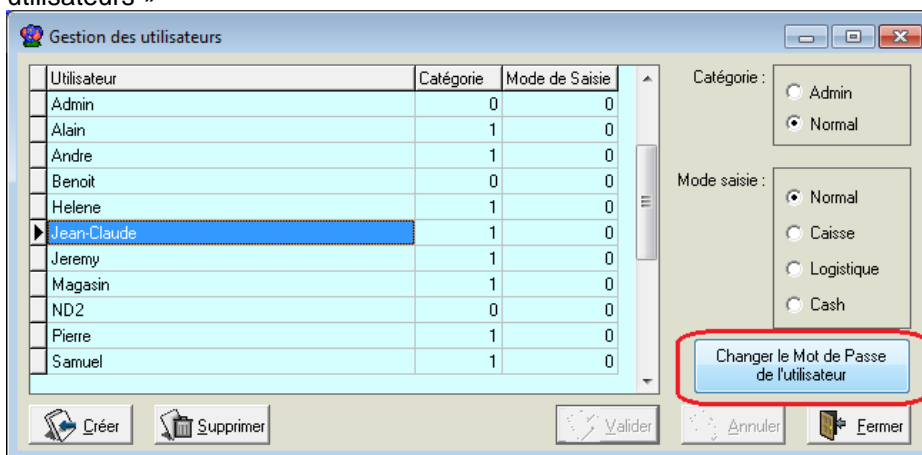 utilisateurs »
Gestion des utilisateurs
Utilisateur Catégorie Mode de Saisie
Admin 0 0
Alain 1 0
Andre 1 0
Benoit 0 0
Helene 1 0
Jean-Claude 1 0
Jeremy 1 0
Magasin 1 0
ND2 0 0
Pierre 1 0
Samuel 1 0
Catégorie :
Admin
Normal
Mode saisie :
Normal
Caisse
Logistique
Cash
Changer le Mot de Passe
de l'utilisateur
Créer Supprimer Valider Annuler Fermer